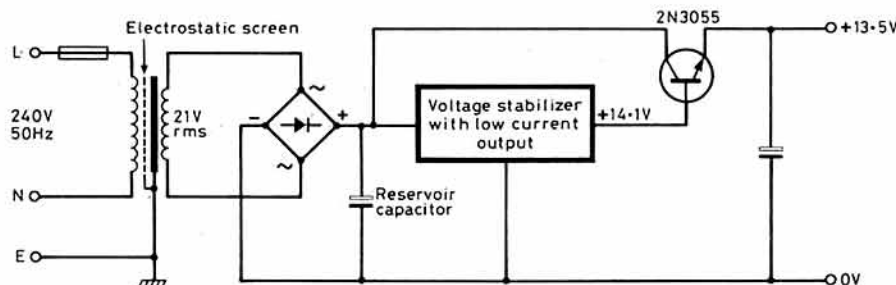 Electrostatic screen
2N3055
L
+13·5V
240V
50Hz
21V
rms
~
-
+
~
Voltage stabilizer
with low current
output
+14·1V
Reservoir
capacitor
N
E
0V